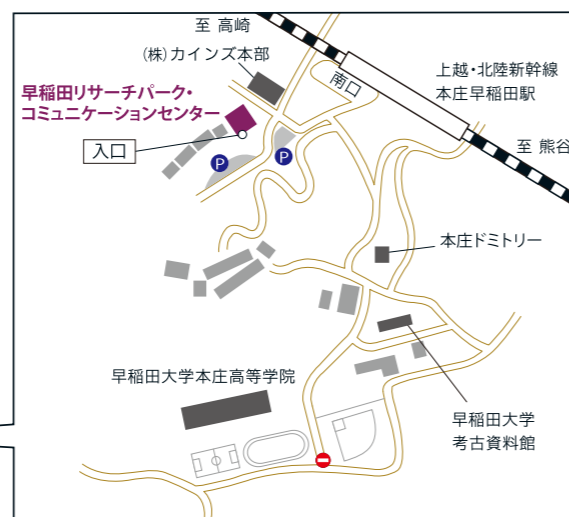 至 高崎
(株)カインズ本部
南口
上越・北陸新幹線
本庄早稲田駅
早稲田リサーチパーク・
コミュニケーションセンター
至 熊谷
入口
P
P
本庄ドミトリー
早稲田大学本庄高等学院
早稲田大学
考古資料館